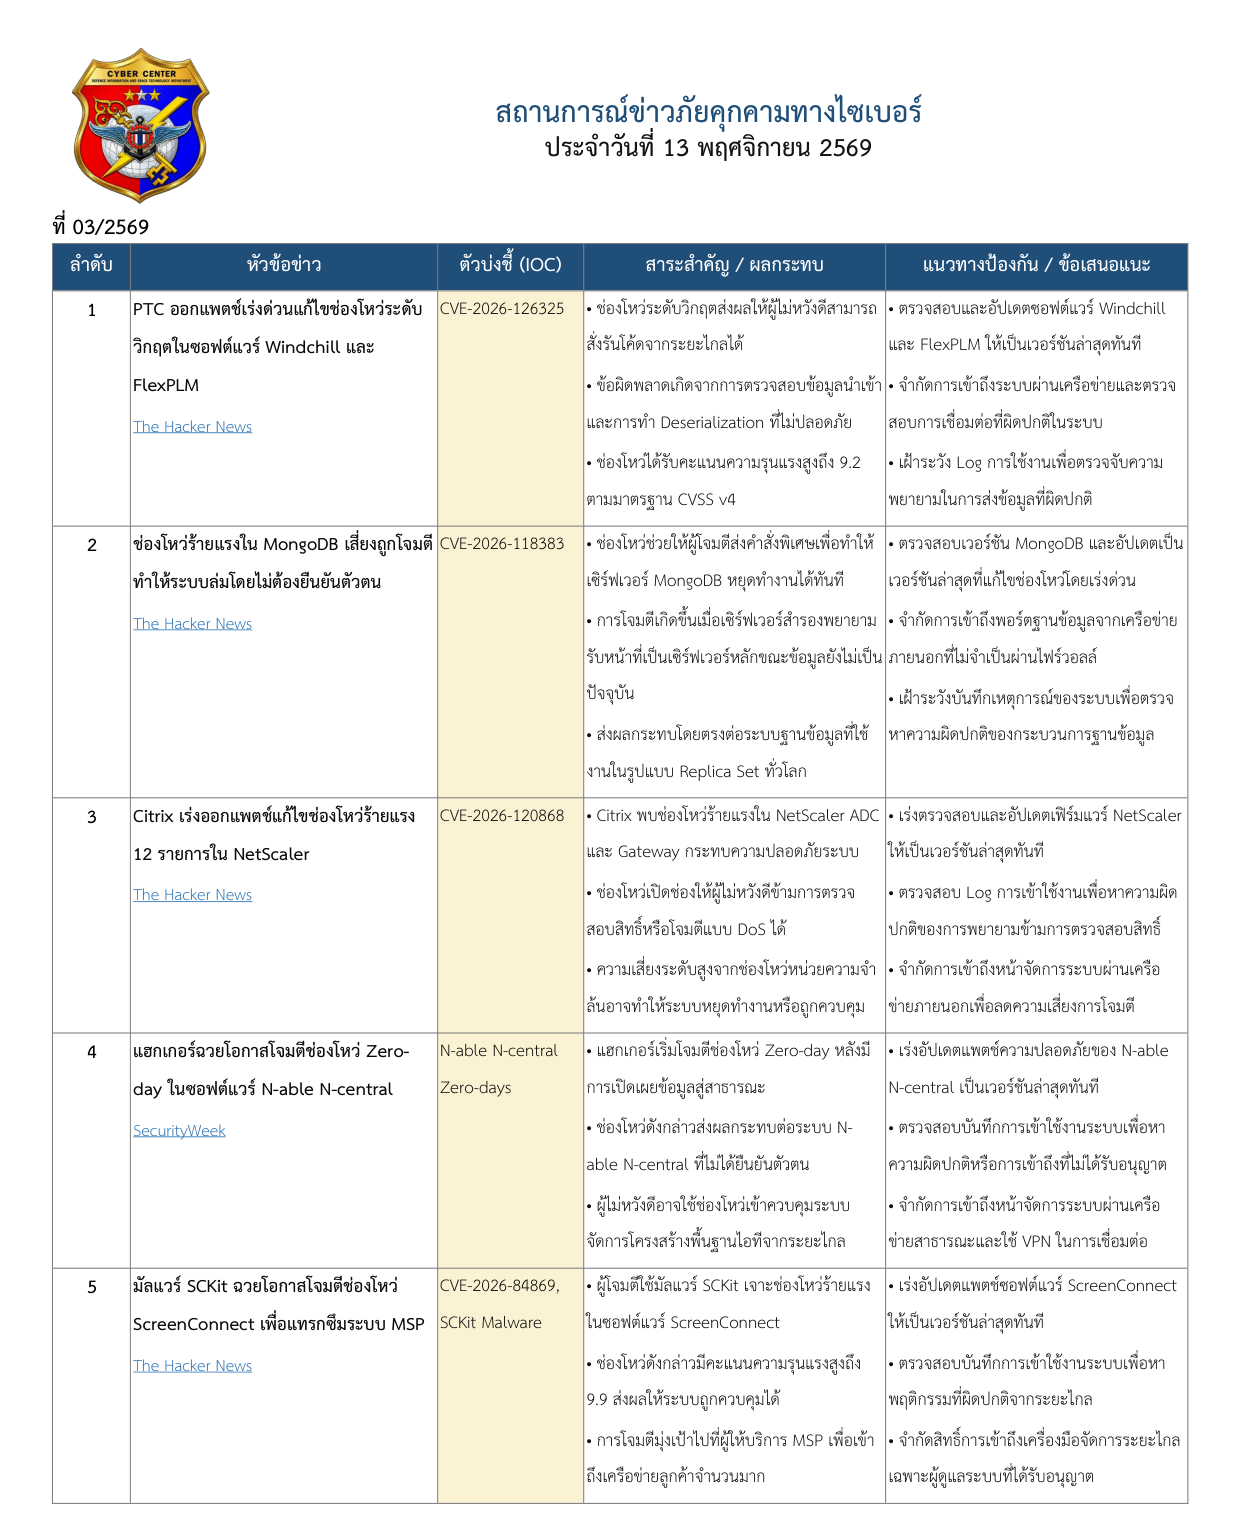 CYBER CENTER
DEFENCE INFORMATION AND SPACE TECHNOLOGY DEPARTMENT
สถานการณ์ข่าวภัยคุกคามทางไซเบอร์
ประจำวันที่ 13 พฤศจิกายน 2569
ที่ 03/2569
ลำดับ
หัวข้อข่าว
ตัวบ่งชี้ (IOC)
สาระสำคัญ / ผลกระทบ
แนวทางป้องกัน / ข้อเสนอแนะ
1
PTC ออกแพตช์เร่งด่วนแก้ไขช่องโหว่ระดับ
วิกฤตในซอฟต์แวร์ Windchill และ
FlexPLM
The Hacker News
CVE-2026-126325
• ช่องโหว่ระดับวิกฤตส่งผลให้ผู้ไม่หวังดีสามารถ
สั่งรันโค้ดจากระยะไกลได้
• ข้อผิดพลาดเกิดจากการตรวจสอบข้อมูลนำเข้า
และการทำ Deserialization ที่ไม่ปลอดภัย
• ช่องโหว่ได้รับคะแนนความรุนแรงสูงถึง 9.2
ตามมาตรฐาน CVSS v4
• ตรวจสอบและอัปเดตซอฟต์แวร์ Windchill
และ FlexPLM ให้เป็นเวอร์ชันล่าสุดทันที
• จำกัดการเข้าถึงระบบผ่านเครือข่ายและตรวจ
สอบการเชื่อมต่อที่ผิดปกติในระบบ
• เฝ้าระวัง Log การใช้งานเพื่อตรวจจับความ
พยายามในการส่งข้อมูลที่ผิดปกติ
2
ช่องโหว่ร้ายแรงใน MongoDB เสี่ยงถูกโจมตี
ทำให้ระบบล่มโดยไม่ต้องยืนยันตัวตน
The Hacker News
CVE-2026-118383
• ช่องโหว่ช่วยให้ผู้โจมตีส่งคำสั่งพิเศษเพื่อทำให้
เซิร์ฟเวอร์ MongoDB หยุดทำงานได้ทันที
• การโจมตีเกิดขึ้นเมื่อเซิร์ฟเวอร์สำรองพยายาม
รับหน้าที่เป็นเซิร์ฟเวอร์หลักขณะข้อมูลยังไม่เป็น
ปัจจุบัน
• ส่งผลกระทบโดยตรงต่อระบบฐานข้อมูลที่ใช้
งานในรูปแบบ Replica Set ทั่วโลก
• ตรวจสอบเวอร์ชัน MongoDB และอัปเดตเป็น
เวอร์ชันล่าสุดที่แก้ไขช่องโหว่โดยเร่งด่วน
• จำกัดการเข้าถึงพอร์ตฐานข้อมูลจากเครือข่าย
ภายนอกที่ไม่จำเป็นผ่านไฟร์วอลล์
• เฝ้าระวังบันทึกเหตุการณ์ของระบบเพื่อตรวจ
หาความผิดปกติของกระบวนการฐานข้อมูล
3
Citrix เร่งออกแพตช์แก้ไขช่องโหว่ร้ายแรง
12 รายการใน NetScaler
The Hacker News
CVE-2026-120868
• Citrix พบช่องโหว่ร้ายแรงใน NetScaler ADC
และ Gateway กระทบความปลอดภัยระบบ
• ช่องโหว่เปิดช่องให้ผู้ไม่หวังดีข้ามการตรวจ
สอบสิทธิ์หรือโจมตีแบบ DoS ได้
• ความเสี่ยงระดับสูงจากช่องโหว่หน่วยความจำ
ล้นอาจทำให้ระบบหยุดทำงานหรือถูกควบคุม
• เร่งตรวจสอบและอัปเดตเฟิร์มแวร์ NetScaler
ให้เป็นเวอร์ชันล่าสุดทันที
• ตรวจสอบ Log การเข้าใช้งานเพื่อหาความผิด
ปกติของการพยายามข้ามการตรวจสอบสิทธิ์
• จำกัดการเข้าถึงหน้าจัดการระบบผ่านเครือ
ข่ายภายนอกเพื่อลดความเสี่ยงการโจมตี
4
แฮกเกอร์ฉวยโอกาสโจมตีช่องโหว่ Zero-
day ในซอฟต์แวร์ N-able N-central
SecurityWeek
N-able N-central
Zero-days
• แฮกเกอร์เริ่มโจมตีช่องโหว่ Zero-day หลังมี
การเปิดเผยข้อมูลสู่สาธารณะ
• ช่องโหว่ดังกล่าวส่งผลกระทบต่อระบบ N-
able N-central ที่ไม่ได้ยืนยันตัวตน
• ผู้ไม่หวังดีอาจใช้ช่องโหว่เข้าควบคุมระบบ
จัดการโครงสร้างพื้นฐานไอทีจากระยะไกล
• เร่งอัปเดตแพตช์ความปลอดภัยของ N-able
N-central เป็นเวอร์ชันล่าสุดทันที
• ตรวจสอบบันทึกการเข้าใช้งานระบบเพื่อหา
ความผิดปกติหรือการเข้าถึงที่ไม่ได้รับอนุญาต
• จำกัดการเข้าถึงหน้าจัดการระบบผ่านเครือ
ข่ายสาธารณะและใช้ VPN ในการเชื่อมต่อ
5
มัลแวร์ SCKit ฉวยโอกาสโจมตีช่องโหว่
ScreenConnect เพื่อแทรกซึมระบบ MSP
The Hacker News
CVE-2026-84869,
SCKit Malware
• ผู้โจมตีใช้มัลแวร์ SCKit เจาะช่องโหว่ร้ายแรง
ในซอฟต์แวร์ ScreenConnect
• ช่องโหว่ดังกล่าวมีคะแนนความรุนแรงสูงถึง
9.9 ส่งผลให้ระบบถูกควบคุมได้
• การโจมตีมุ่งเป้าไปที่ผู้ให้บริการ MSP เพื่อเข้า
ถึงเครือข่ายลูกค้าจำนวนมาก
• เร่งอัปเดตแพตช์ซอฟต์แวร์ ScreenConnect
ให้เป็นเวอร์ชันล่าสุดทันที
• ตรวจสอบบันทึกการเข้าใช้งานระบบเพื่อหา
พฤติกรรมที่ผิดปกติจากระยะไกล
• จำกัดสิทธิ์การเข้าถึงเครื่องมือจัดการระยะไกล
เฉพาะผู้ดูแลระบบที่ได้รับอนุญาต